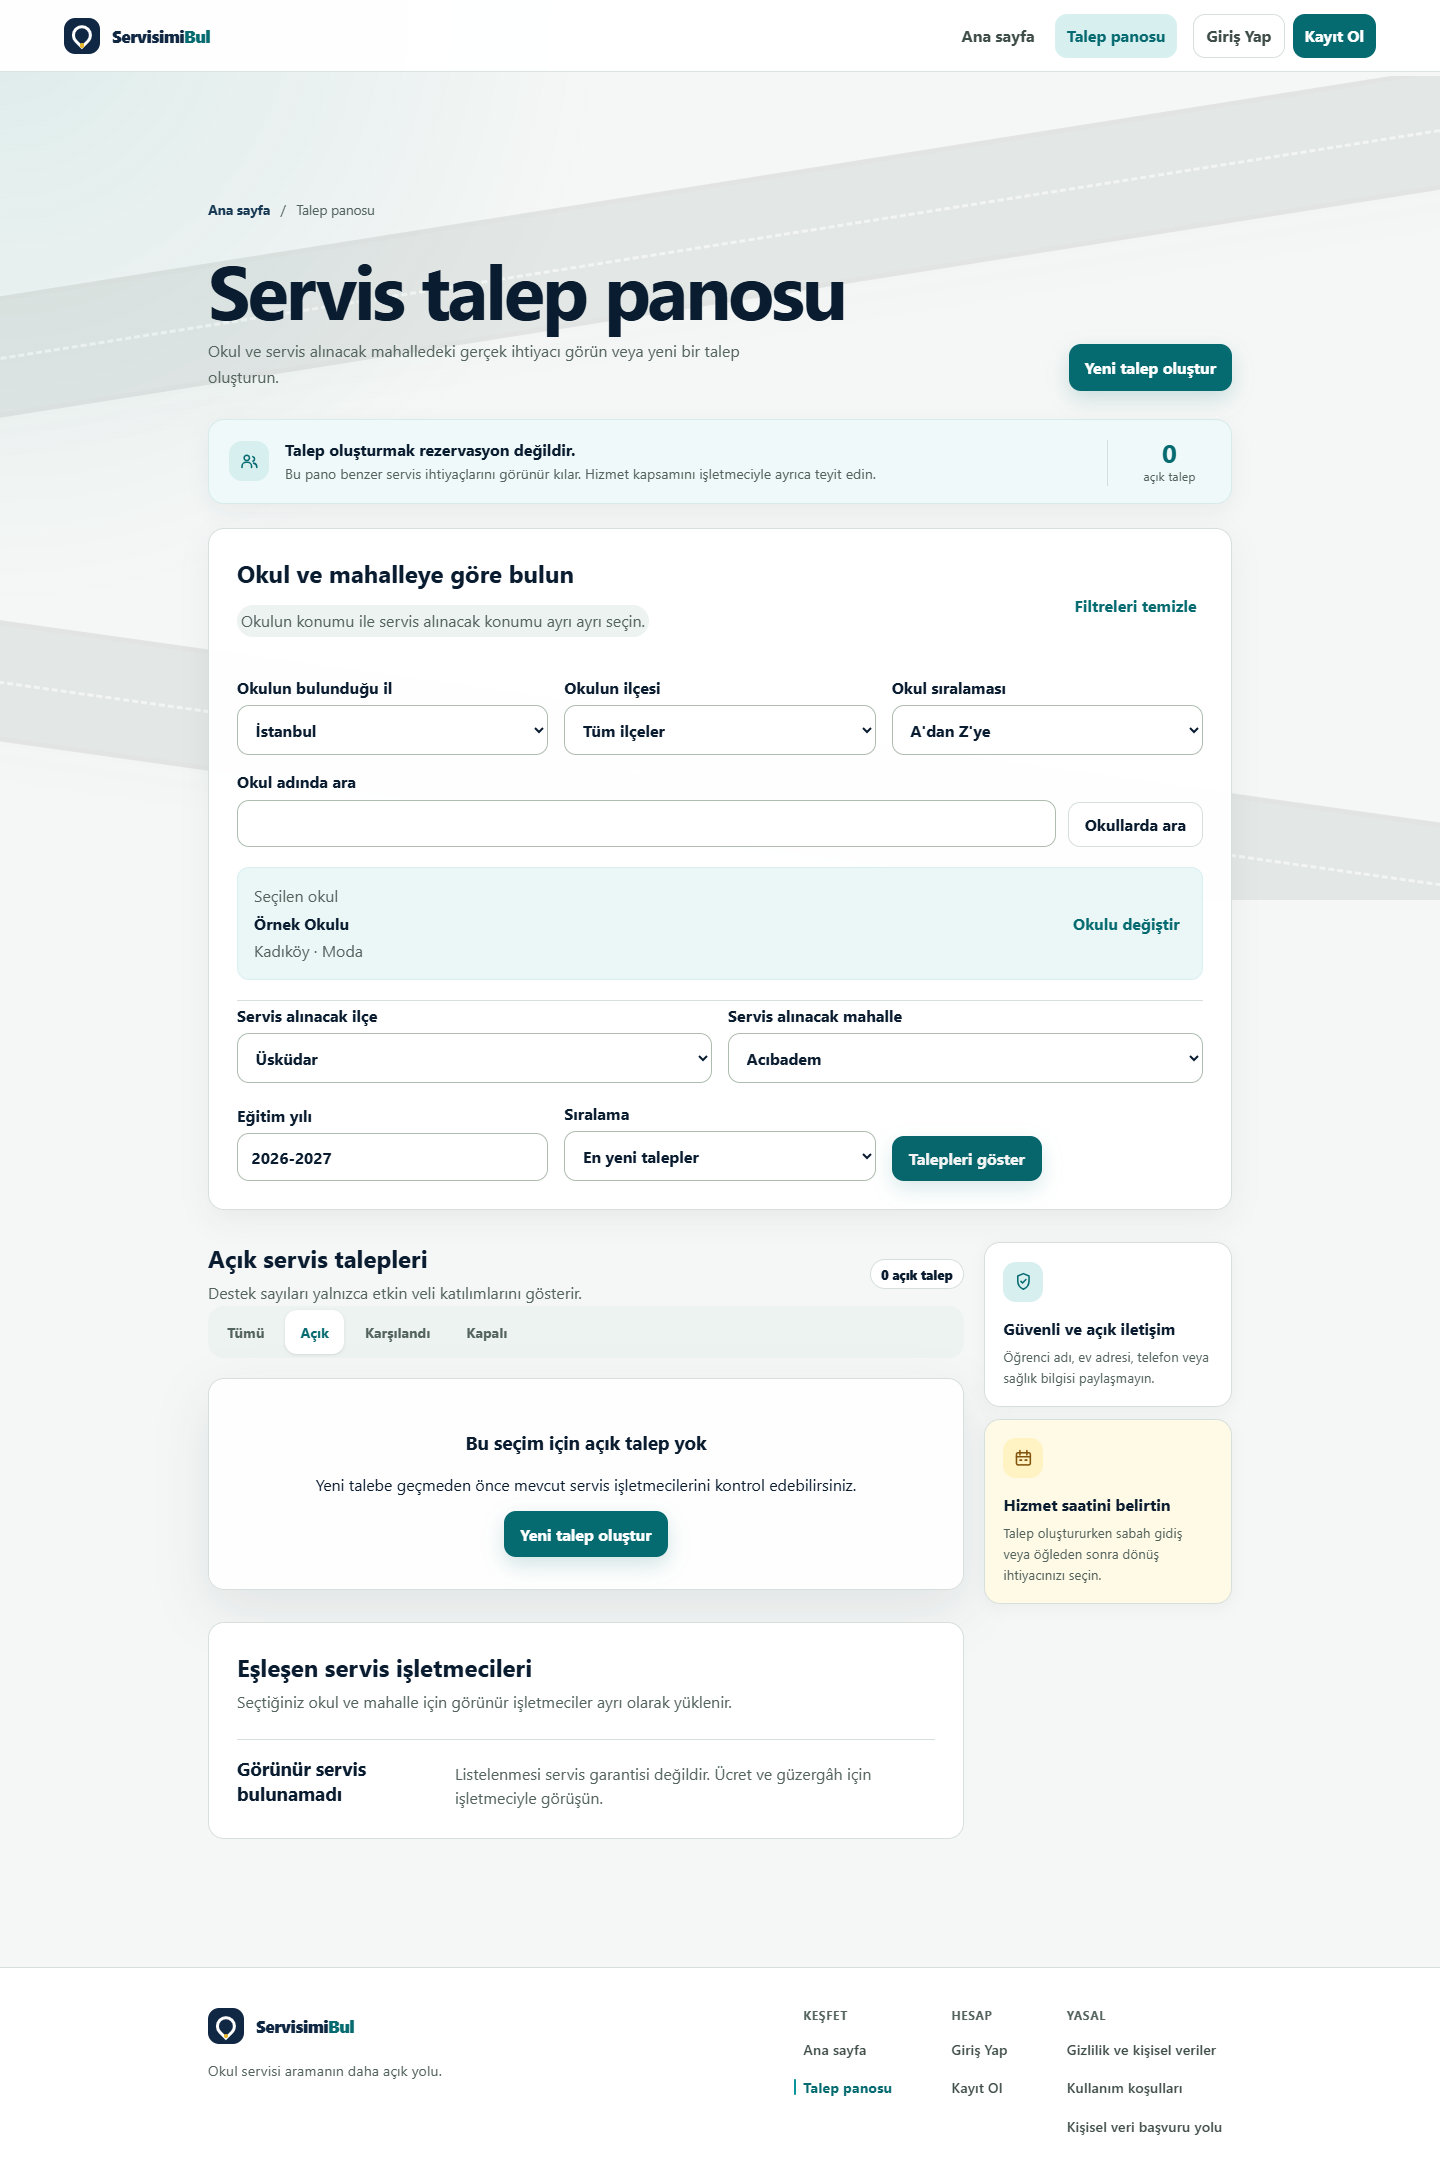 ServisimiBul
Ana sayfa
Talep panosu
Giriş Yap
Kayıt Ol
Ana sayfa / Talep panosu
Servis talep panosu
Okul ve servis alınacak mahalledeki gerçek ihtiyacı görün veya yeni bir talep
oluşturun.
Yeni talep oluştur
Talep oluşturmak rezervasyon değildir.
Bu pano benzer servis ihtiyaçlarını görünür kılar. Hizmet kapsamını işletmeciyle ayrıca teyit edin.
0
açık talep
Okul ve mahalleye göre bulun
Okulun konumu ile servis alınacak konumu ayrı ayrı seçin.
Filtreleri temizle
Okulun bulunduğu il
Okulun ilçesi
Okul sıralaması
İstanbul
Tüm ilçeler
A'dan Z'ye
Okul adında ara
Okullarda ara
Seçilen okul
Örnek Okulu
Kadıköy · Moda
Okulu değiştir
Servis alınacak ilçe
Servis alınacak mahalle
Üsküdar
Acıbadem
Eğitim yılı
Sıralama
2026-2027
En yeni talepler
Talepleri göster
Açık servis talepleri
Destek sayıları yalnızca etkin veli katılımlarını gösterir.
0 açık talep
Tümü
Açık
Karşılandı
Kapalı
Bu seçim için açık talep yok
Yeni talebe geçmeden önce mevcut servis işletmecilerini kontrol edebilirsiniz.
Yeni talep oluştur
Güvenli ve açık iletişim
Öğrenci adı, ev adresi, telefon veya
sağlık bilgisi paylaşmayın.
Hizmet saatini belirtin
Talep oluştururken sabah gidiş
veya öğleden sonra dönüş
ihtiyacınızı seçin.
Eşleşen servis işletmecileri
Seçtiğiniz okul ve mahalle için görünür işletmeciler ayrı olarak yüklenir.
Görünür servis
bulunamadı
Listelenmesi servis garantisi değildir. Ücret ve güzergâh için
işletmeciyle görüşün.
ServisimiBul
Okul servisi aramanın daha açık yolu.
KEŞFET
Ana sayfa
Talep panosu
HESAP
Giriş Yap
Kayıt Ol
YASAL
Gizlilik ve kişisel veriler
Kullanım koşulları
Kişisel veri başvuru yolu